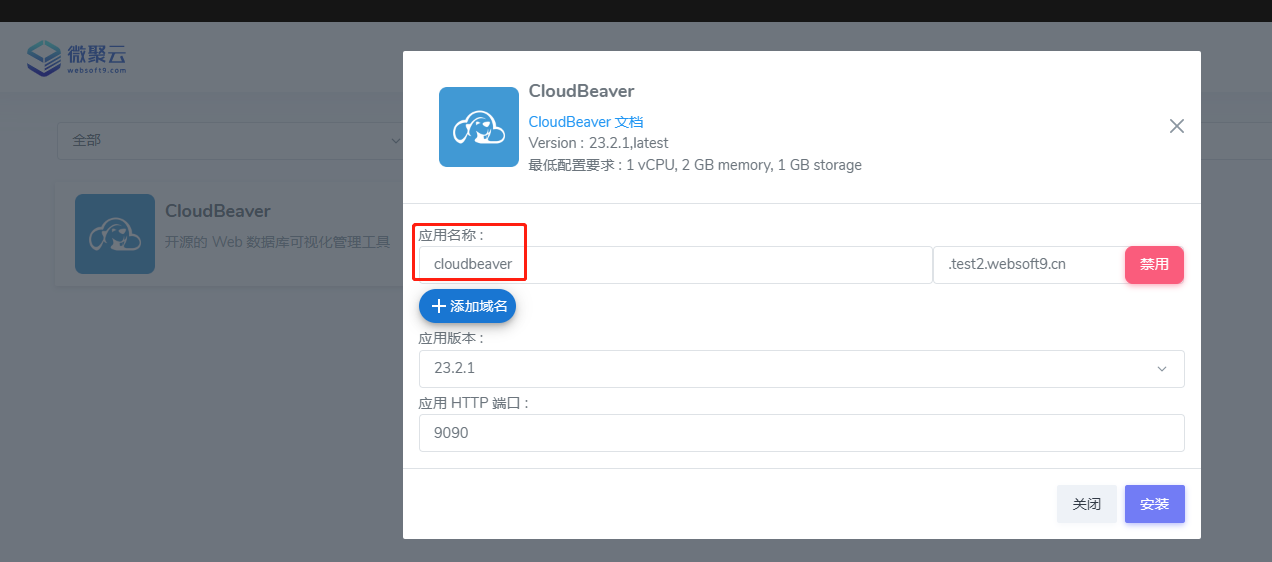 微聚云
websoft9.com
全部
CloudBeaver
开源的 Web 数据库可视化管理工具
CloudBeaver
CloudBeaver 文档
Version : 23.2.1,latest
最低配置要求 : 1 vCPU, 2 GB memory, 1 GB storage
应用名称 :
cloudbeaver
.test2.websoft9.cn
禁用
添加域名
应用版本 :
23.2.1
应用 HTTP 端口 :
9090
关闭
安装